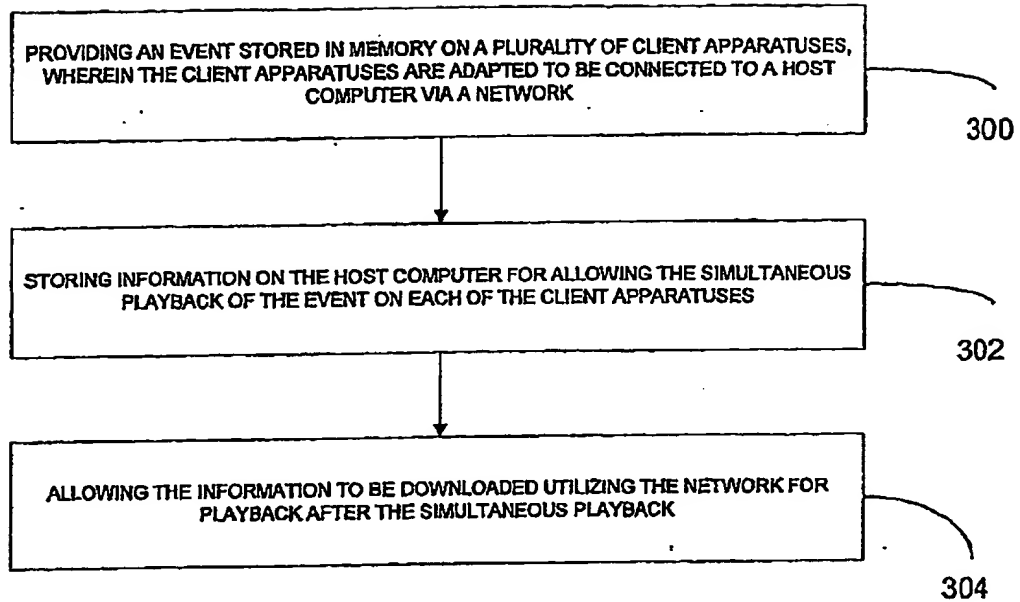 PROVIDING AN EVENT STORED IN MEMORY ON A PLURALITY OF CLIENT APPARATUSES,
WHEREIN THE CLIENT APPARATUSES ARE ADAPTED TO BE CONNECTED TO A HOST
COMPUTER VIA A NETWORK
300
STORING INFORMATION ON THE HOST COMPUTER FOR ALLOWING THE SIMULTANEOUS
PLAYBACK OF THE EVENT ON EACH OF THE CLIENT APPARATUSES
302
ALLOWING THE INFORMATION TO BE DOWNLOADED UTILIZING THE NETWORK FOR
PLAYBACK AFTER THE SIMULTANEOUS PLAYBACK
304